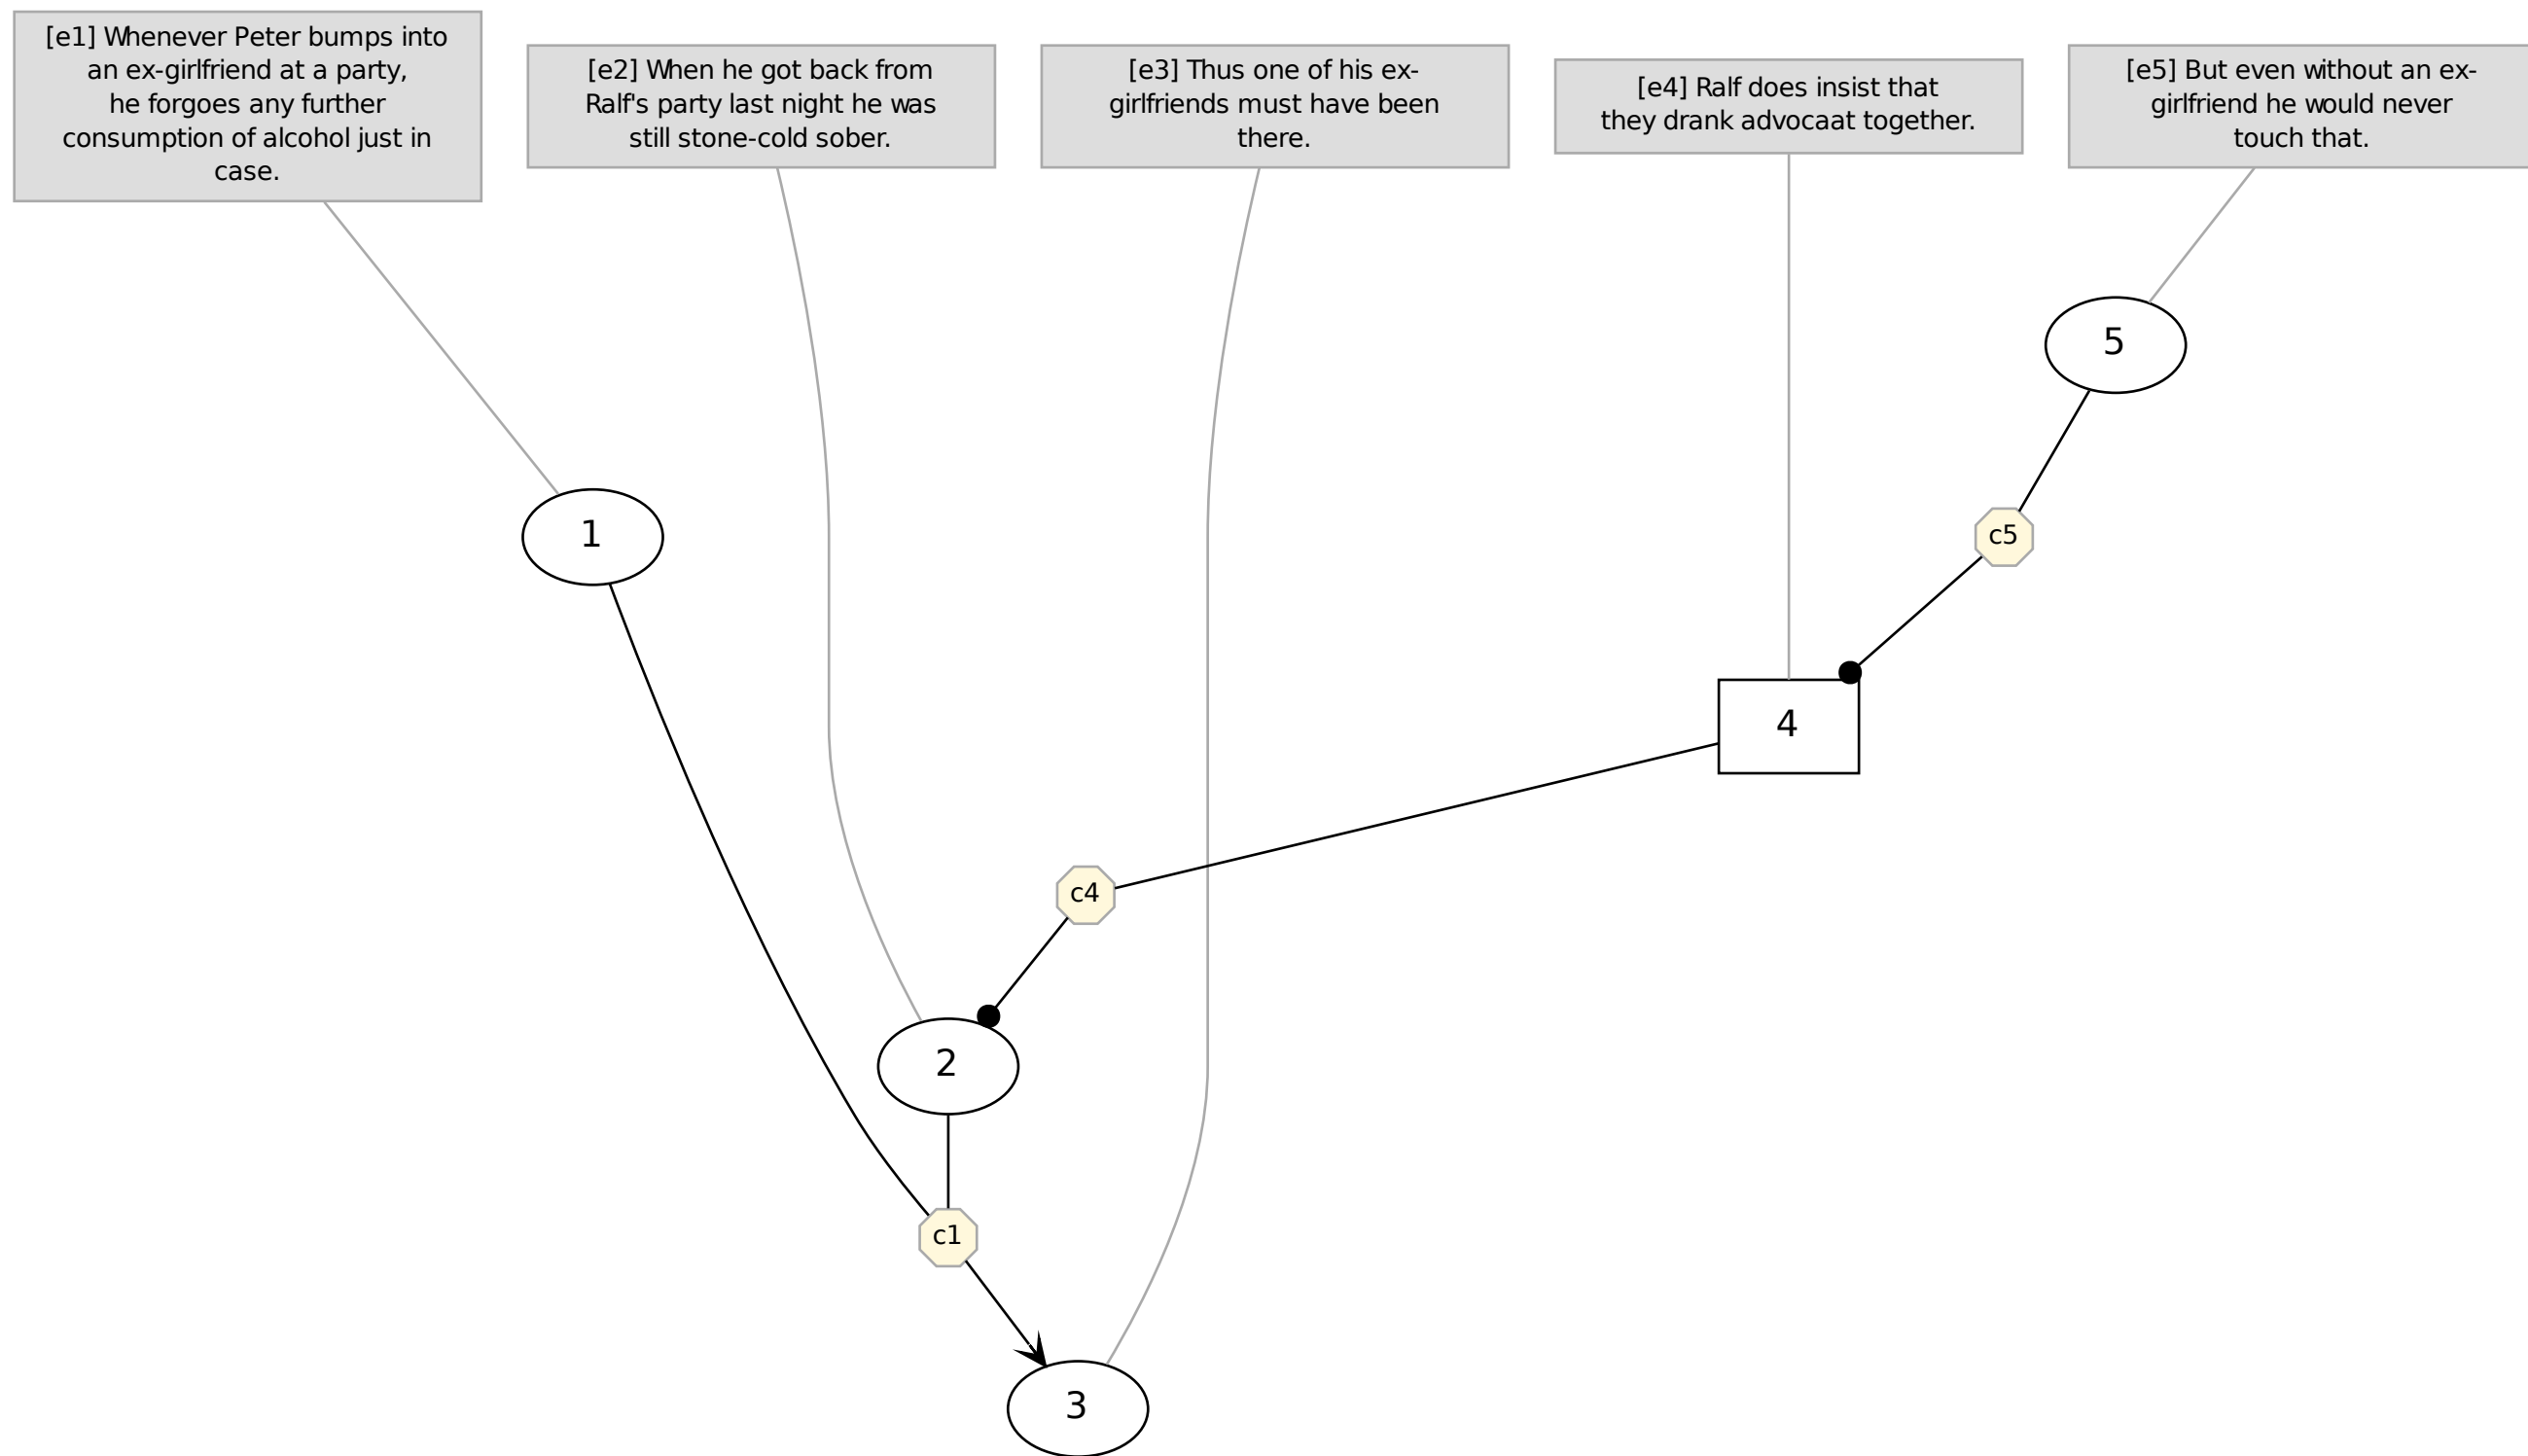 [e1] Whenever Peter bumps into
an ex-girlfriend at a party,
he forgoes any further
consumption of alcohol just in
case.
[e2] When he got back from
Ralf's party last night he was
still stone-cold sober.
[e3] Thus one of his ex-
girlfriends must have been
there.
[e4] Ralf does insist that
they drank advocaat together.
[e5] But even without an ex-
girlfriend he would never
touch that.
5
1
c5
4
c4
2
c1
3